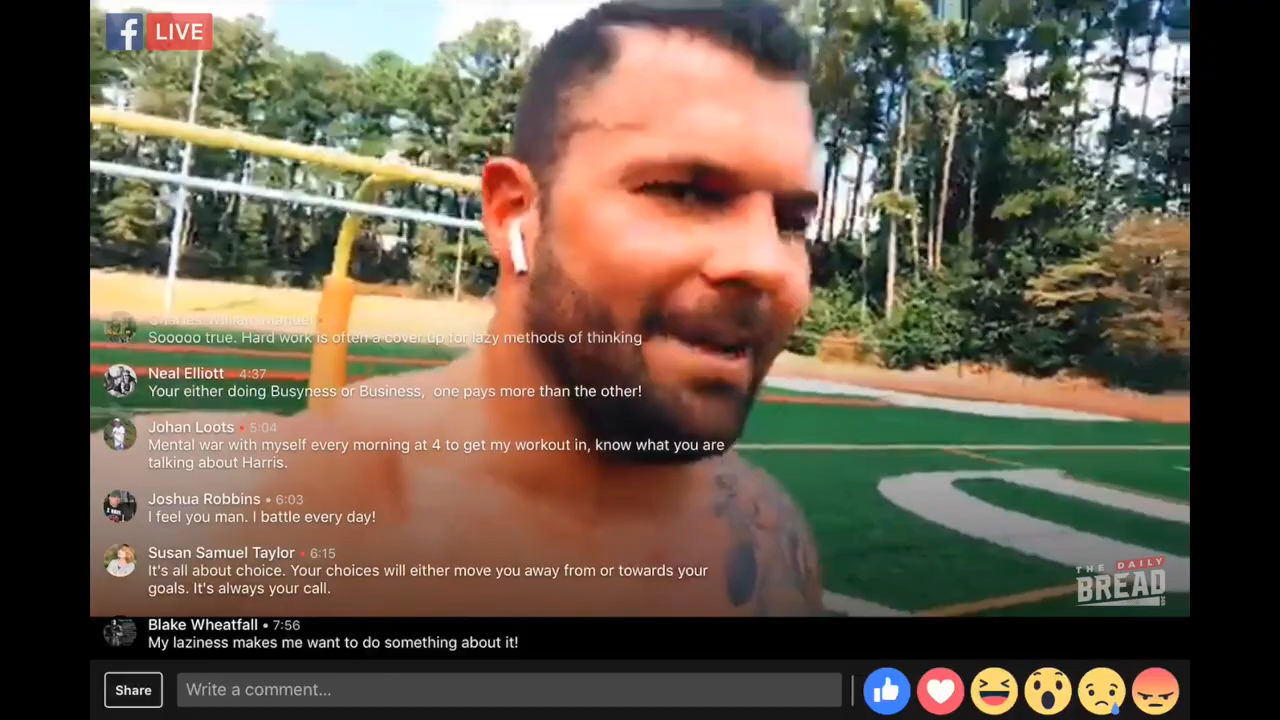 f LIVE
Charles William Manuel
Sooooo true. Hard work is often a cover up for lazy methods of thinking
Neal Elliott 4:37
Your either doing Busyness or Business, one pays more than the other!
Johan Loots • 5:04
Mental war with myself every morning at 4 to get my workout in, know what you are
talking about Harris.
Joshua Robbins • 6:03
I feel you man. I battle every day!
Susan Samuel Taylor • 6:15
It's all about choice. Your choices will either move you away from or towards your
goals. It's always your call.
THE DAILY
BREAD
Blake Wheatfall • 7:56
My laziness makes me want to do something about it!
Share
Write a comment...